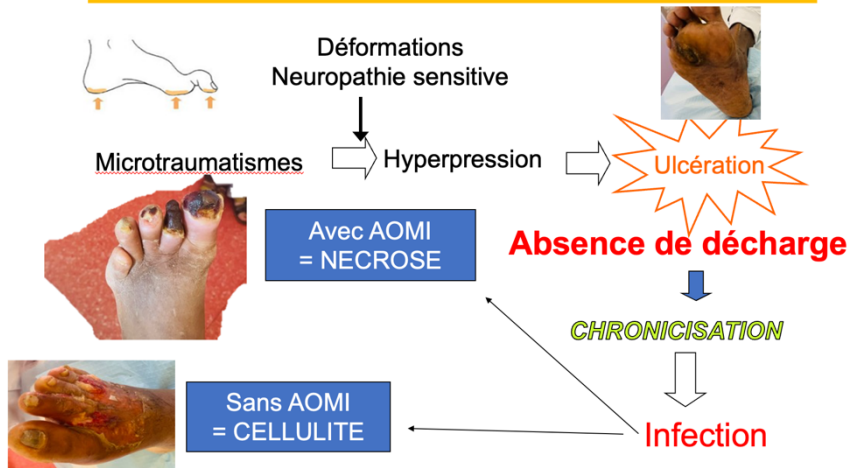 Déformations
Neuropathie sensitive
Microtraumatismes
Hyperpression
Ulcération
Avec AOMI
= NECROSE
Absence de décharge
CHRONICISATION
Sans AOMI
= CELLULITE
Infection